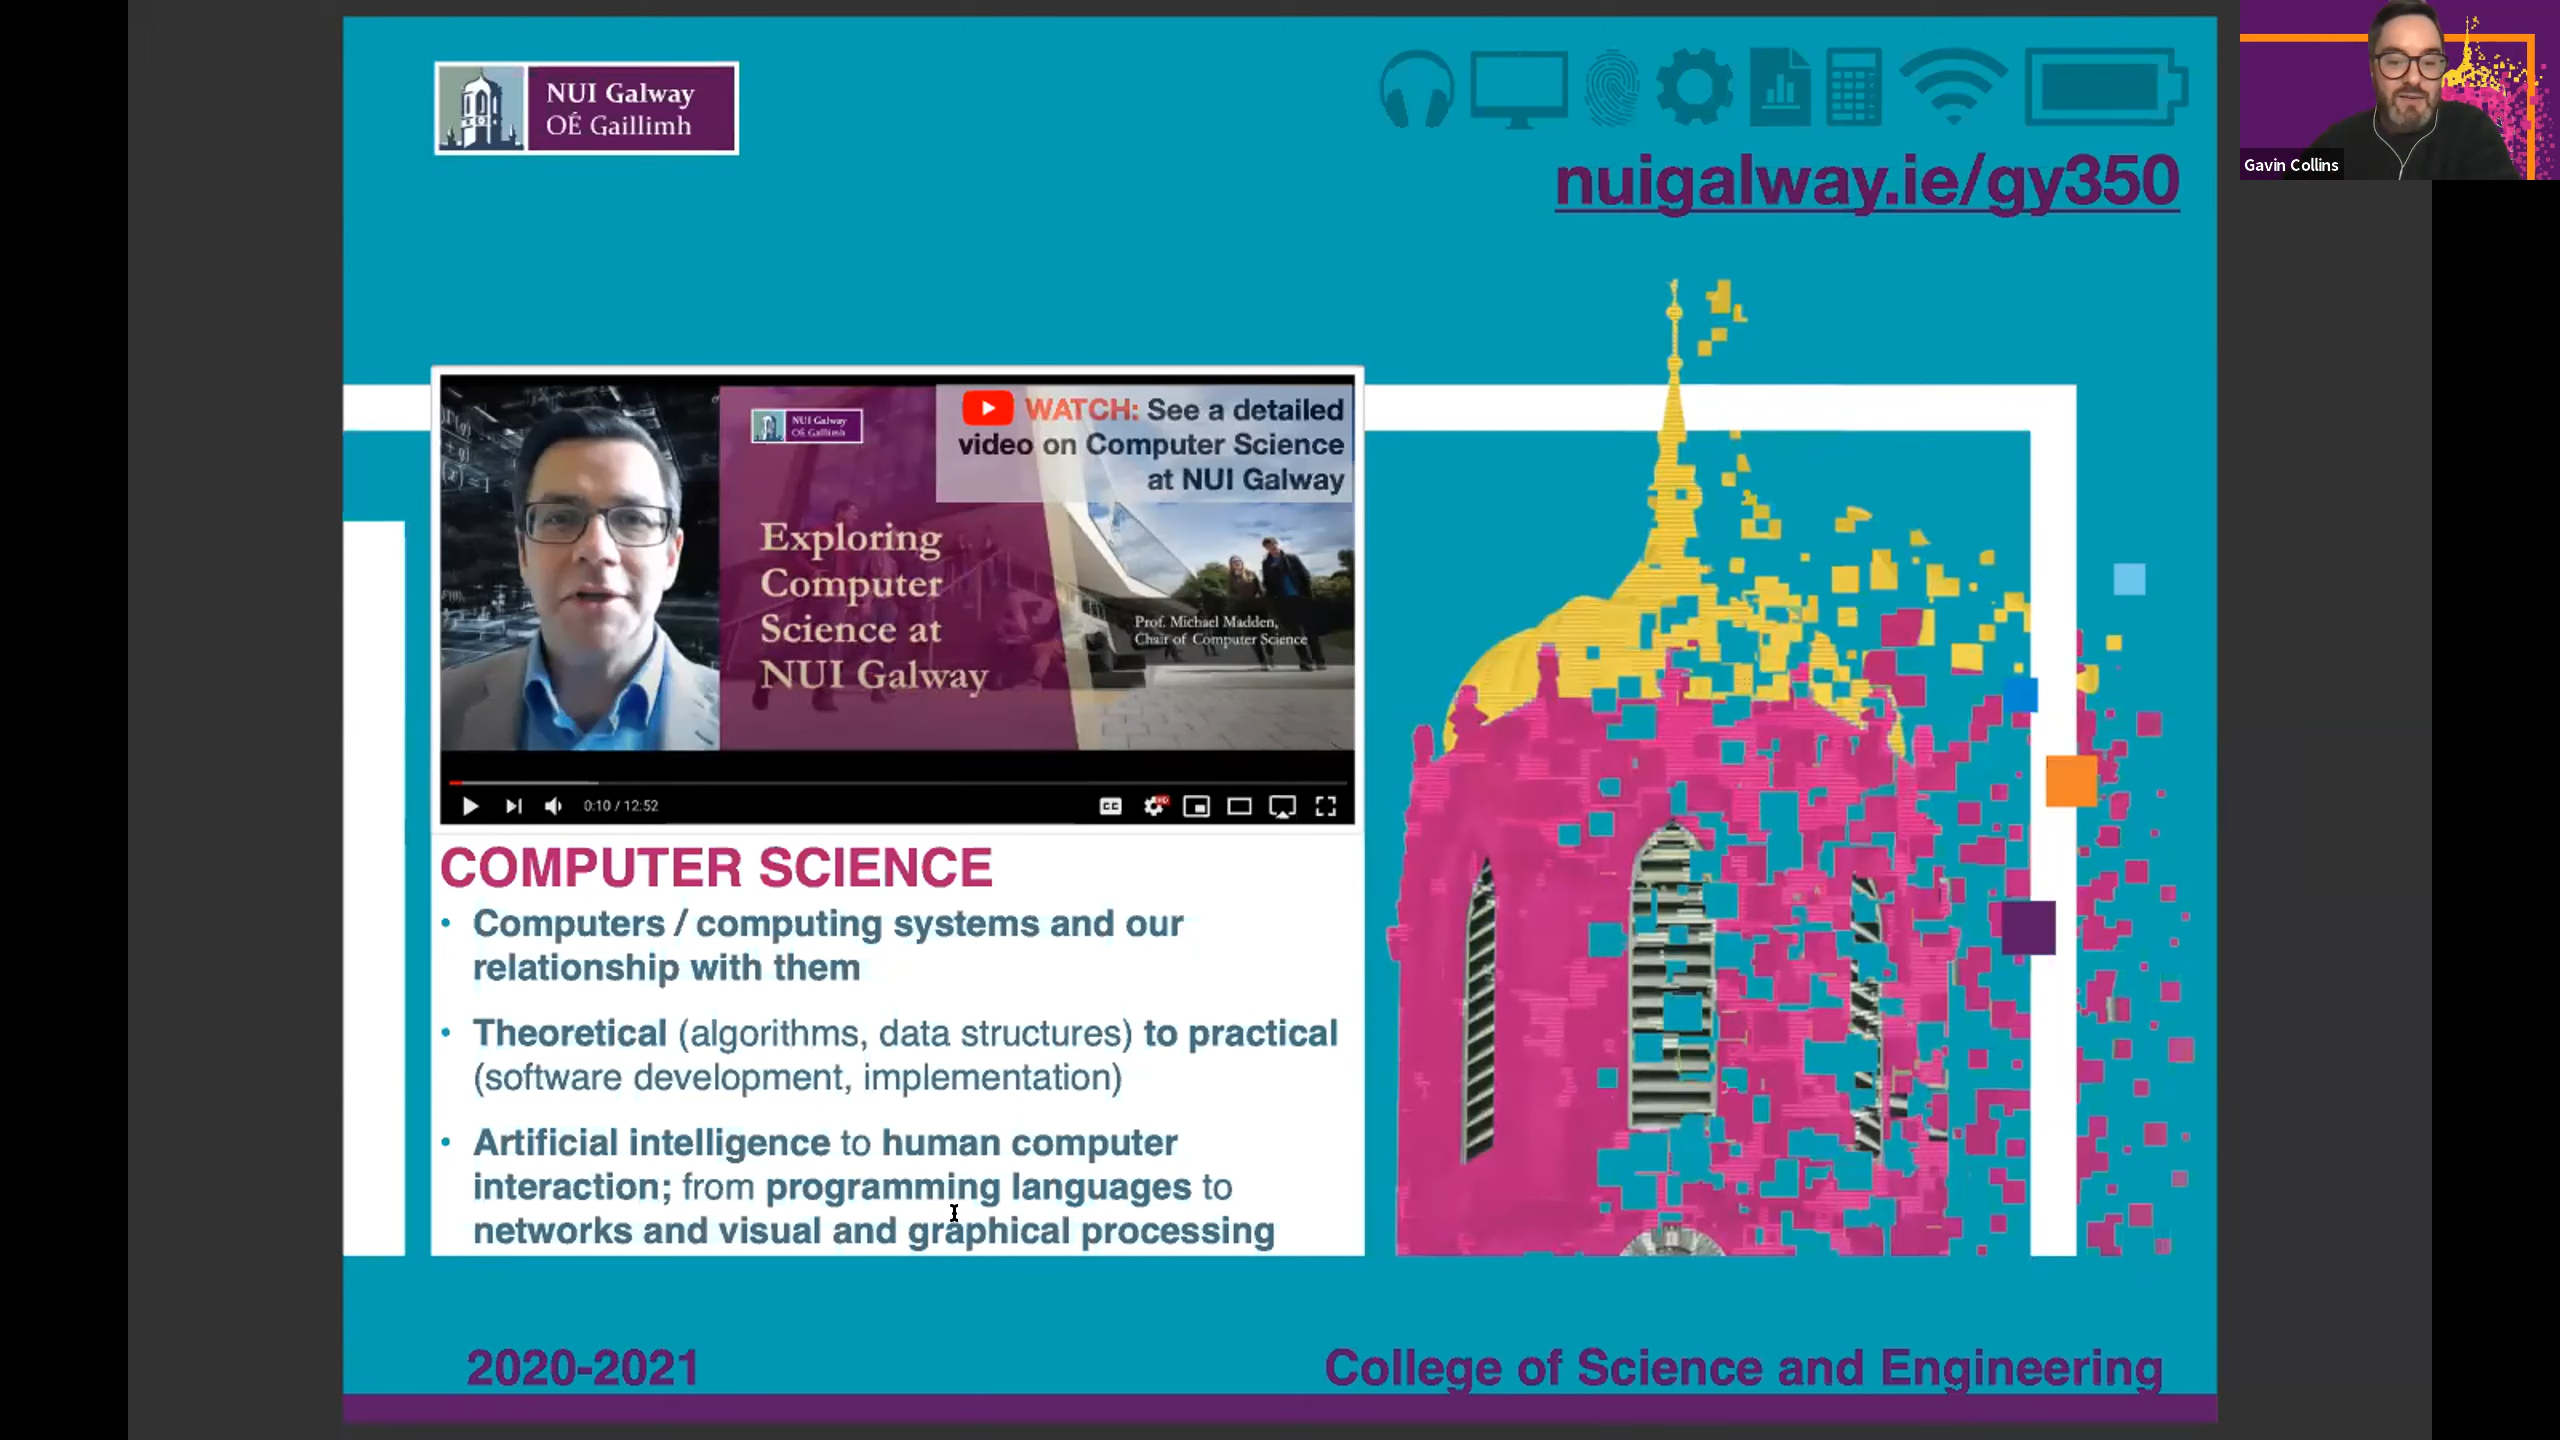 NUI Galway
OÉ Gaillimh
nuigalway.ie/gy350
Gavin Collins
NUI Galway
OÉ Gaillimh
WATCH: See a detailed
video on Computer Science
at NUI Galway
Exploring
Computer
Science at
NUI Galway
Prof. Michael Madden,
Chair of Computer Science
0:10 / 12:52
CC
HD
COMPUTER SCIENCE
• Computers / computing systems and our
relationship with them
• Theoretical (algorithms, data structures) to practical
(software development, implementation)
• Artificial intelligence to human computer
interaction; from programming languages to
networks and visual and graphical processing
2020-2021
College of Science and Engineering